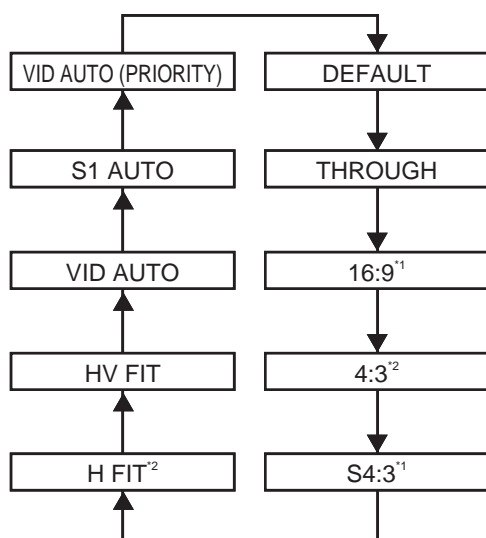 VID AUTO (PRIORITY)
DEFAULT
S1 AUTO
THROUGH
VID AUTO
16:9*1
HV FIT
4:3*2
H FIT*2
S4:3*1